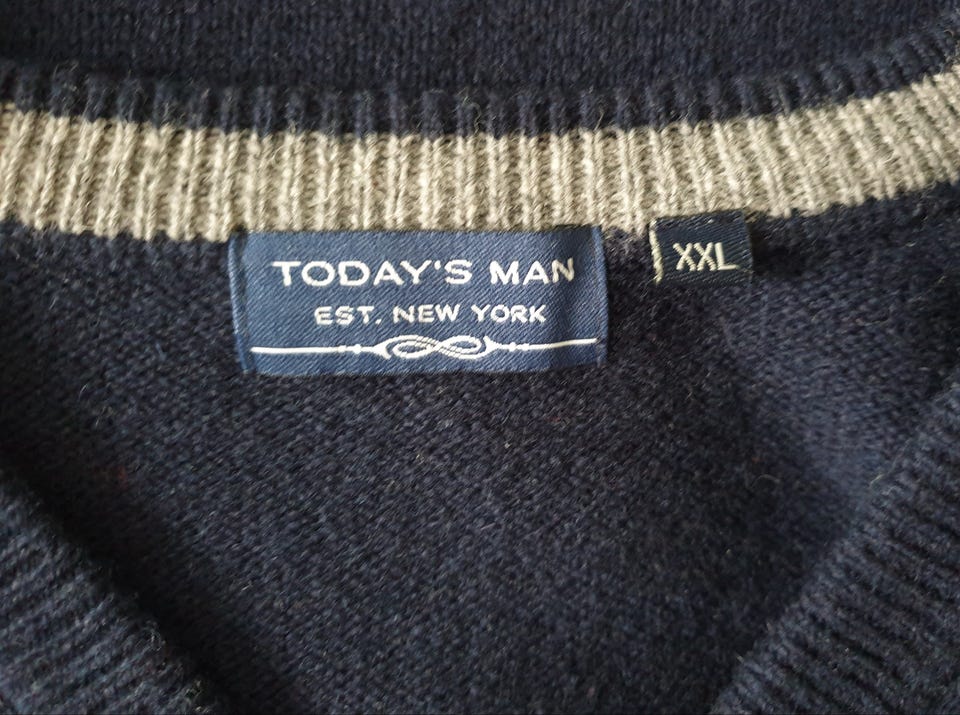 TODAY'S MAN
EST. NEW YORK
XXL